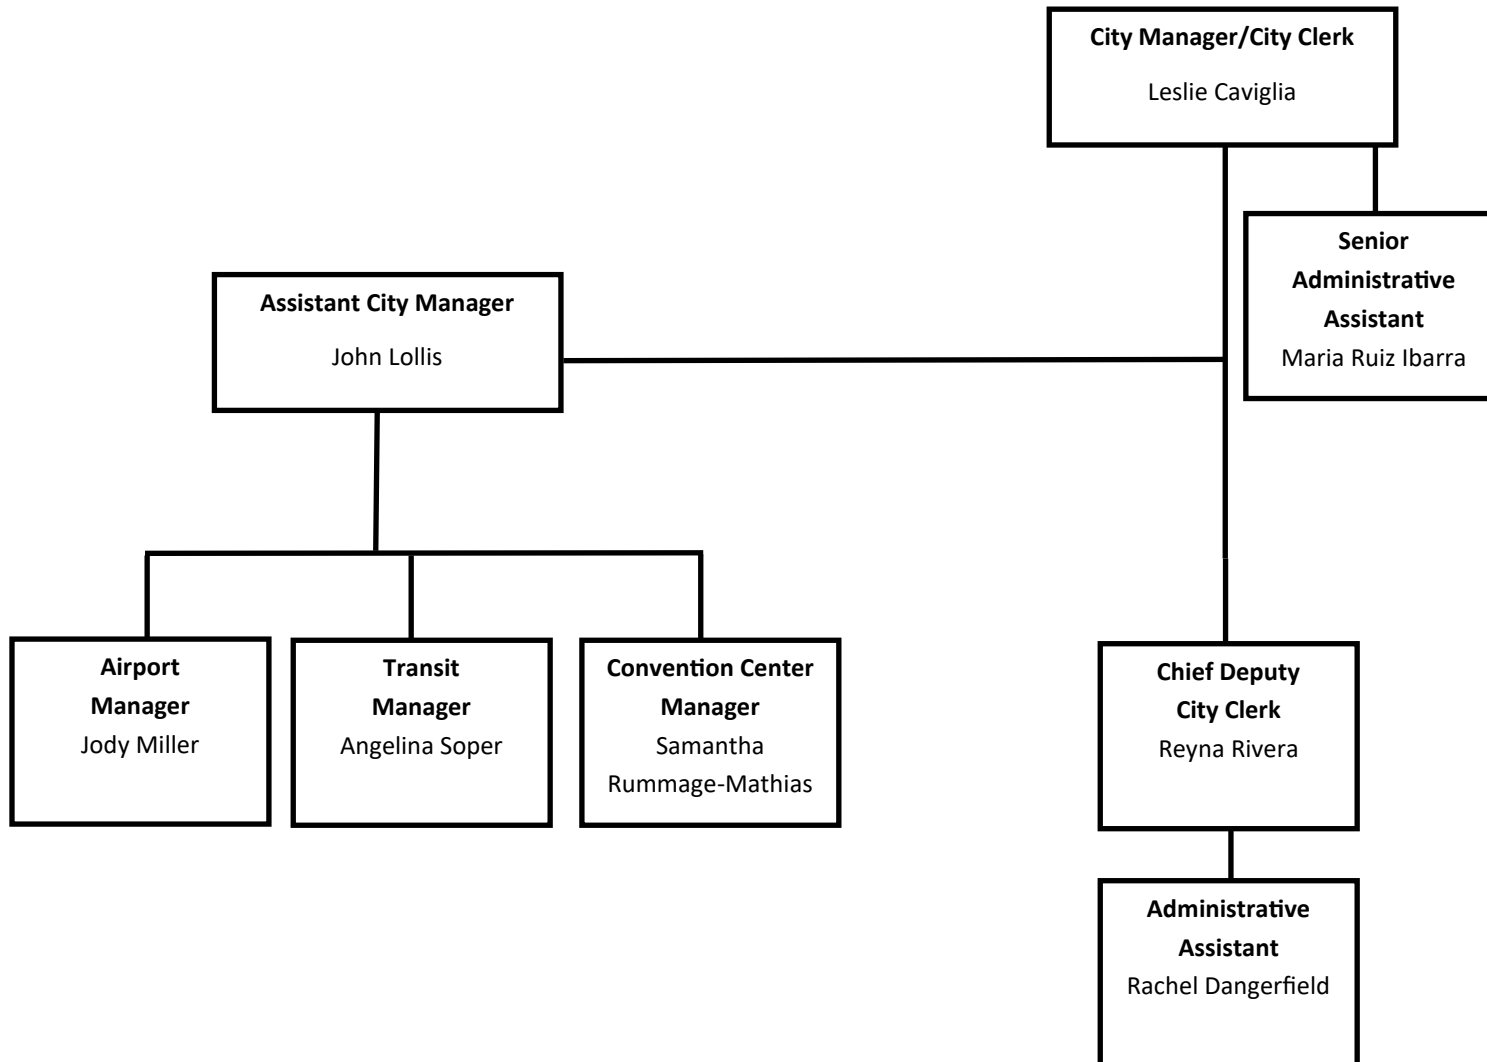 City Manager/City Clerk
Leslie Caviglia
Senior
Administrative
Assistant
Maria Ruiz Ibarra
Assistant City Manager
John Lollis
Airport
Manager
Jody Miller
Transit
Manager
Angelina Soper
Convention Center
Manager
Samantha
Rummage-Mathias
Chief Deputy
City Clerk
Reyna Rivera
Administrative
Assistant
Rachel Dangerfield